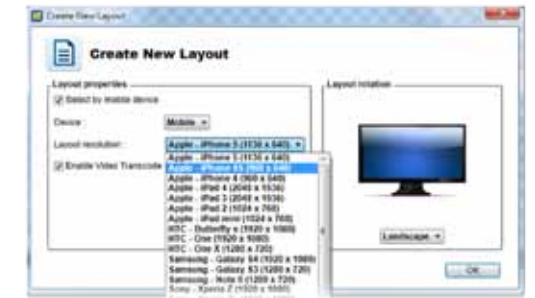 Create New Layout
Create New Layout
Layout properties
Layout rotation
Select by mobile device
Device :
Mobile
Layout resolution:
Apple - iPhone 5 (1136 x 640)
Enable Video Transcode
Apple - iPhone 5 (1136 x 640)
Apple - iPhone 4S (960 x 640)
Apple - iPhone 4 (960 x 640)
Apple - iPad 4 (2048 x 1536)
Apple - iPad 3 (2048 x 1536)
Apple - iPad 2 (1024 x 768)
Apple - iPad mini (1024 x 768)
HTC - Butterfly s (1920 x 1080)
HTC - One (1920 x 1080)
HTC - One X (1280 x 720)
Samsung - Galaxy S4 (1920 x 1080)
Samsung - Galaxy S3 (1280 x 720)
Samsung - Note II (1280 x 720)
Sony - Xperia Z (1920 x 1080)
Landscape
OK